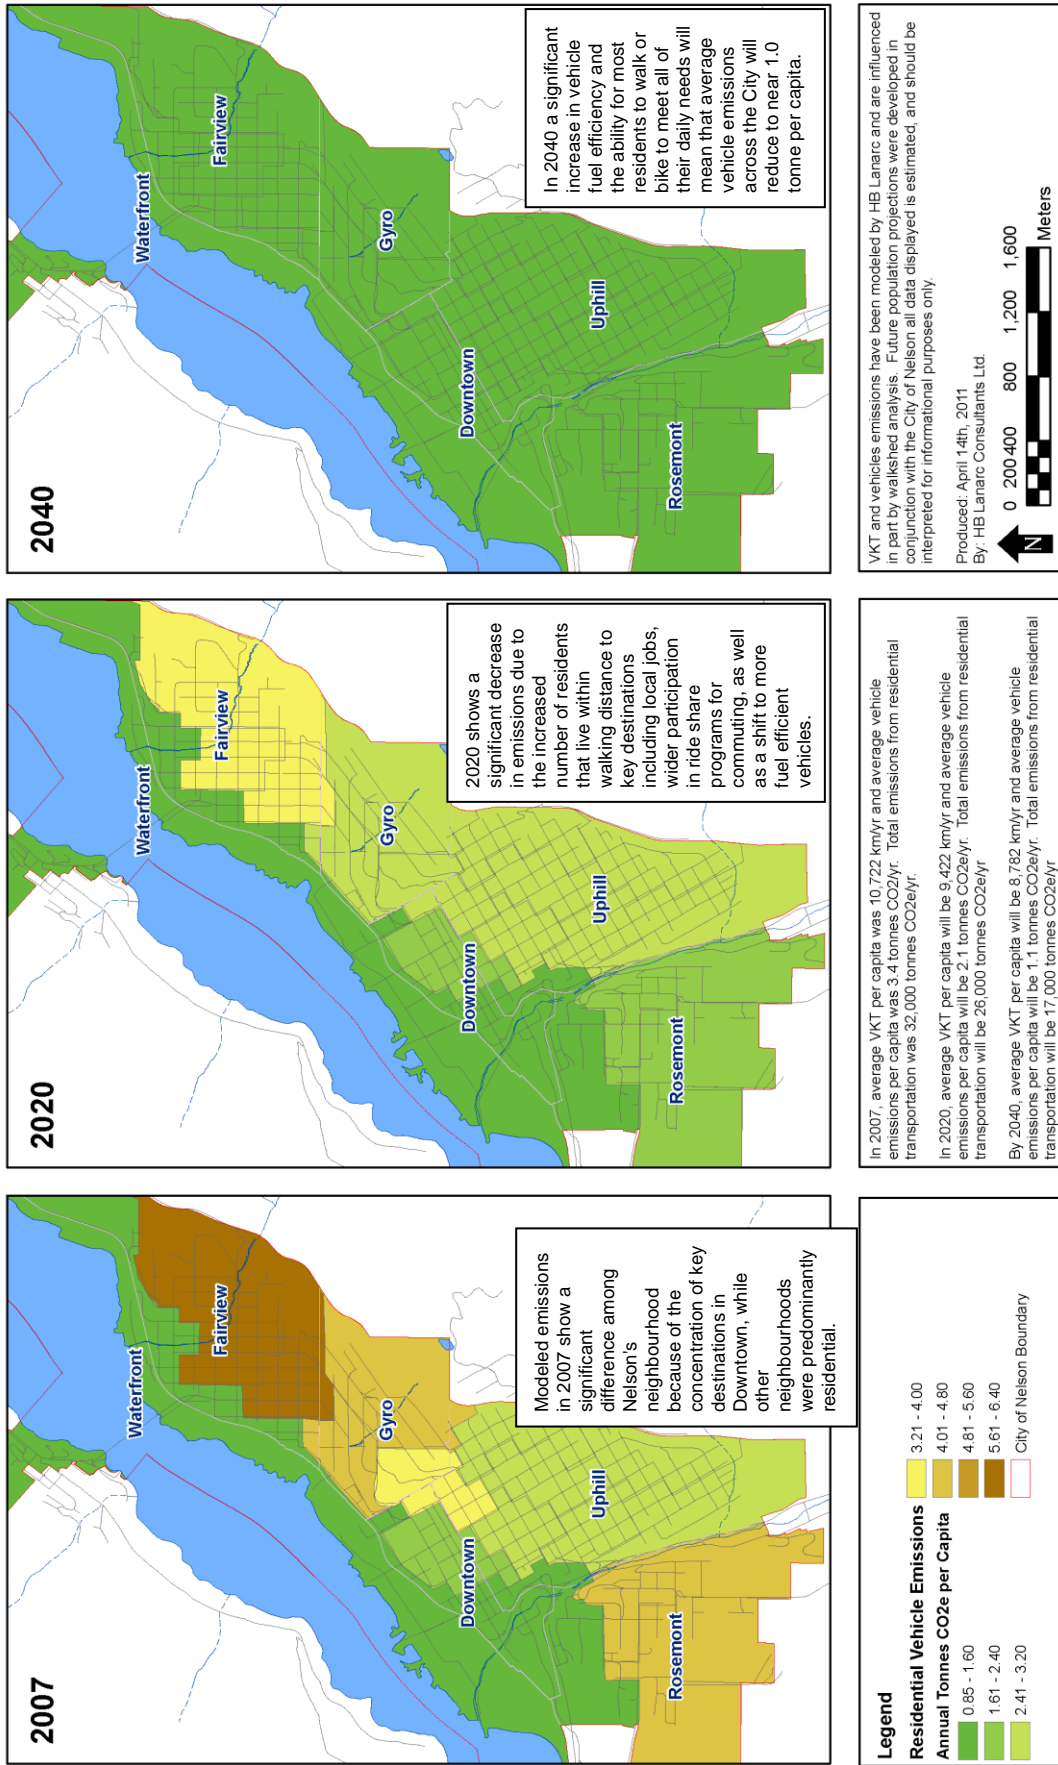 2007
Waterfront
Fairview
Gyro
Downtown
Uphill
Rosemont
Modeled emissions
in 2007 show a
significant
difference among
Nelson's
neighbourhood
because of the
concentration of key
destinations in
Downtown, while
other
neighbourhoods
were predominantly
residential.
2020
Waterfront
Fairview
Gyro
Downtown
Uphill
Rosemont
2020 shows a
significant decrease
in emissions due to
the increased
number of residents
that live within
walking distance to
key destinations
including local jobs,
wider participation
in ride share
programs for
commuting, as well
as a shift to more
fuel efficient
vehicles.
2040
Waterfront
Fairview
Gyro
Downtown
Uphill
Rosemont
In 2040 a significant
increase in vehicle
fuel efficiency and
the ability for most
residents to walk or
bike to meet all of
their daily needs will
mean that average
vehicle emissions
across the City will
reduce to near 1.0
tonne per capita.
Legend
Residential Vehicle Emissions
Annual Tonnes CO2e per Capita
0.85 - 1.60
1.61 - 2.40
2.41 - 3.20
3.21 - 4.00
4.01 - 4.80
4.81 - 5.60
5.61 - 6.40
City of Nelson Boundary
In 2007, average VKT per capita was 10,722 km/yr and average vehicle
emissions per capita was 3.4 tonnes CO2/yr. Total emissions from residential
transportation was 32,000 tonnes CO2e/yr.
In 2020, average VKT per capita will be 9,422 km/yr and average vehicle
emissions per capita will be 2.1 tonnes CO2e/yr. Total emissions from residential
transportation will be 26,000 tonnes CO2e/yr
By 2040, average VKT per capita will be 8,782 km/yr and average vehicle
emissions per capita will be 1.1 tonnes CO2e/yr. Total emissions from residential
transportation will be 17,000 tonnes CO2e/yr
VKT and vehicles emissions have been modeled by HB Lanarc and are influenced
in part by walkshed analysis. Future population projections were developed in
conjunction with the City of Nelson all data displayed is estimated, and should be
interpreted for informational purposes only.
Produced: April 14th, 2011
By: HB Lanarc Consultants Ltd.
N
0 200 400 800 1,200 1,600
Meters